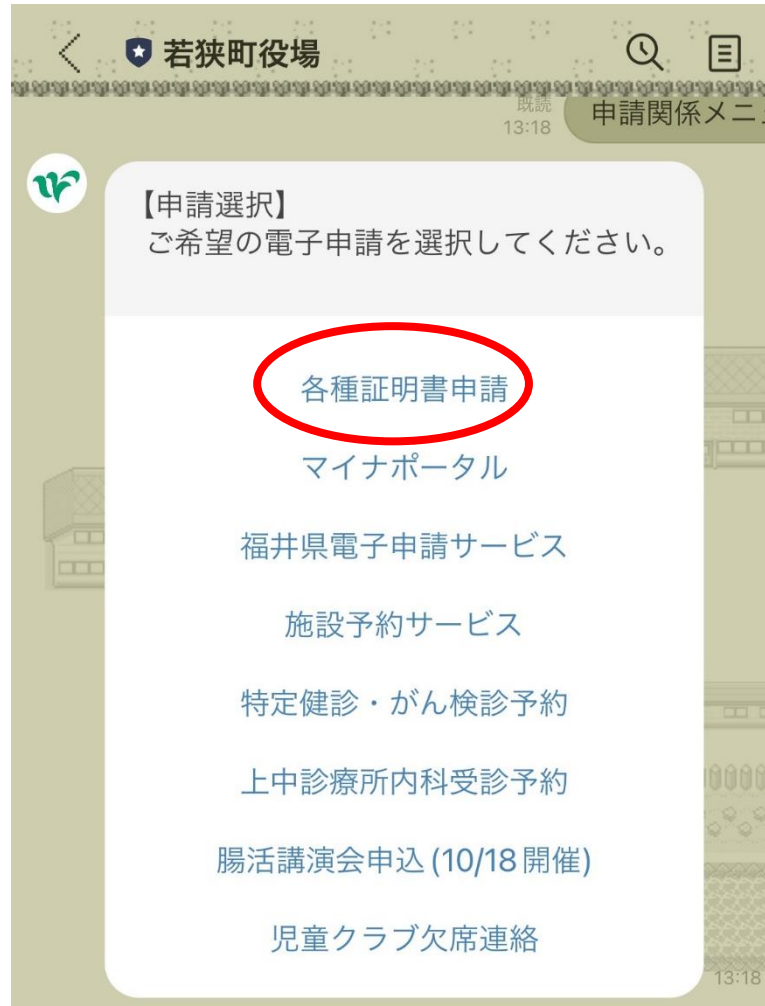 若狭町役場
既読
13:18
申請関係メニュ
【申請選択】
ご希望の電子申請を選択してください。
各種証明書申請
マイナポータル
福井県電子申請サービス
施設予約サービス
特定健診・がん検診予約
上中診療所内科受診予約
腸活講演会申込 (10/18 開催)
児童クラブ欠席連絡
13:18